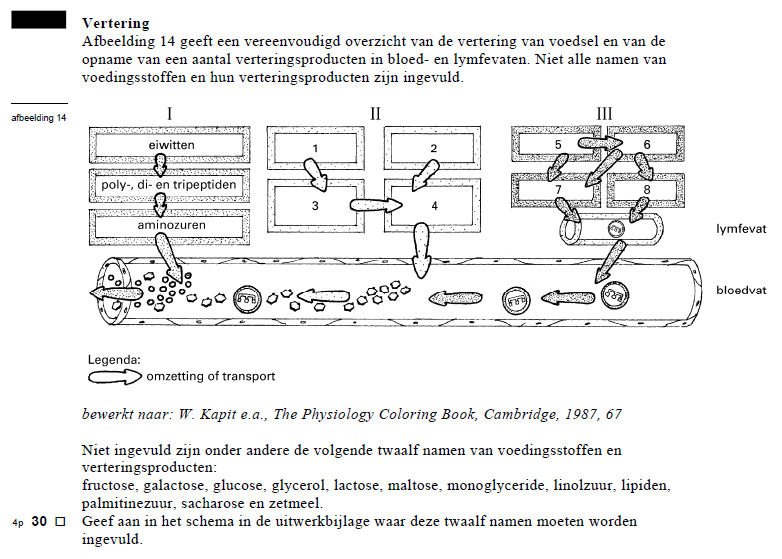 Vertering
Afbeelding 14 geeft een vereenvoudigd overzicht van de vertering van voedsel en van de
opname van een aantal verteringsproducten in bloed- en lymfevaten. Niet alle namen van
voedingsstoffen en hun verteringsproducten zijn ingevuld.
afbeelding 14
I II III
eiwitten 1 2 5 6
poly-, di- en tripeptiden 3 4 7 8
aminozuren
lymfevat
bloedvat
Legenda:
omzetting of transport
bewerkt naar: W. Kapit e.a., The Physiology Coloring Book, Cambridge, 1987, 67
Niet ingevuld zijn onder andere de volgende twaalf namen van voedingsstoffen en
verteringsproducten:
fructose, galactose, glucose, glycerol, lactose, maltose, monoglyceride, linolzuur, lipiden,
palmitinezuur, sacharose en zetmeel.
4p 30 □ Geef aan in het schema in de uitwerkbijlage waar deze twaalf namen moeten worden
ingevuld.